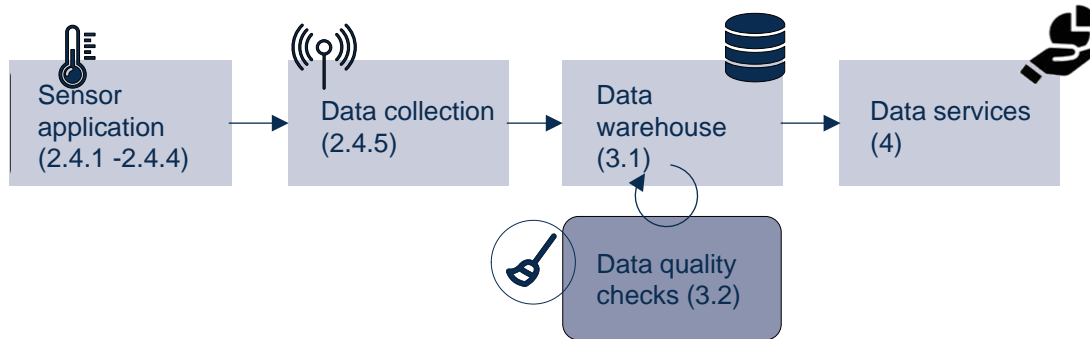 Sensor
application
(2.4.1 -2.4.4)
Data collection
(2.4.5)
Data
warehouse
(3.1)
Data services
(4)
Data quality
checks (3.2)